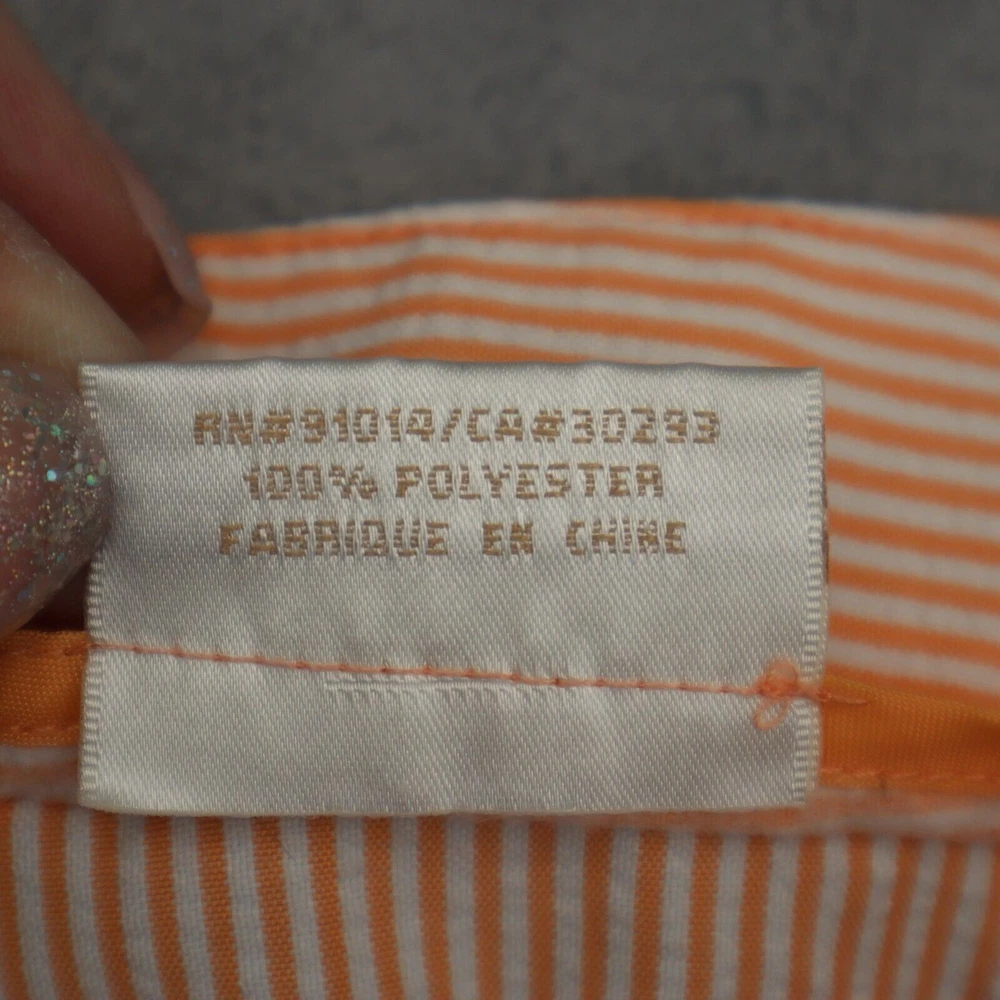 RN#91014/CA#30293
100% POLYESTER
FABRIQUE EN CHINE